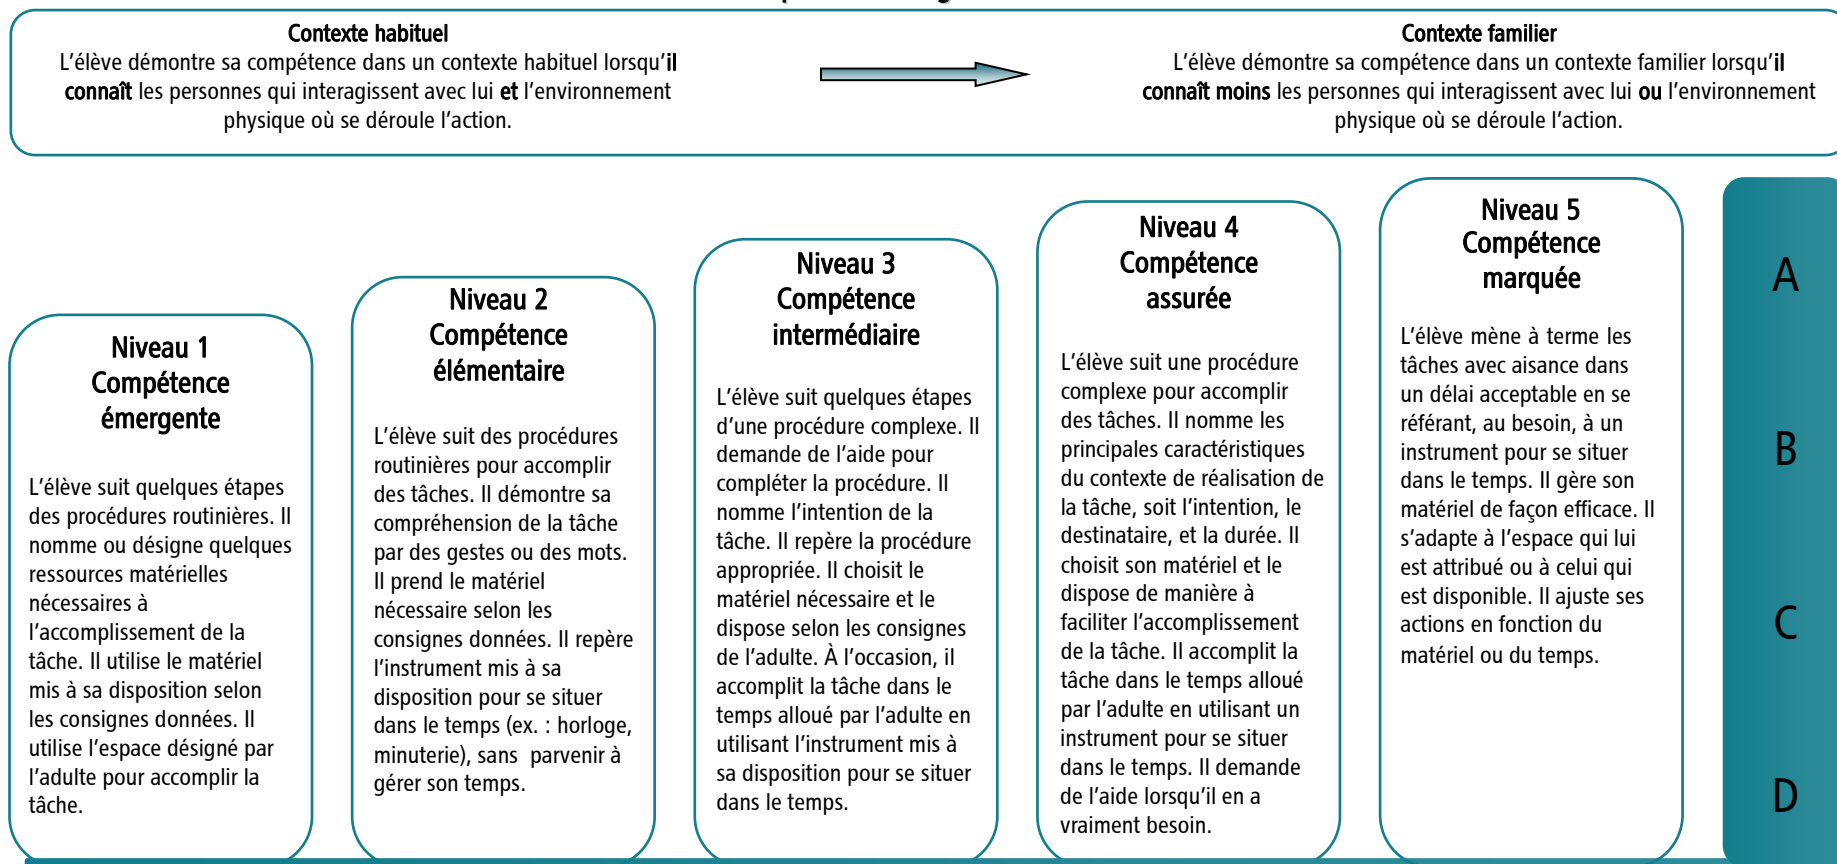 Contexte habituel
L’élève démontre sa compétence dans un contexte habituel lorsqu’il
connaît les personnes qui interagissent avec lui et l’environnement
physique où se déroule l’action.
Contexte familier
L’élève démontre sa compétence dans un contexte familier lorsqu’il
connaît moins les personnes qui interagissent avec lui ou l’environnement
physique où se déroule l’action.
Niveau 1
Compétence
émergente
L’élève suit quelques étapes
des procédures routinières. Il
nomme ou désigne quelques
ressources matérielles
nécessaires à
l’accomplissement de la
tâche. Il utilise le matériel
mis à sa disposition selon
les consignes données. Il
utilise l’espace désigné par
l’adulte pour accomplir la
tâche.
Niveau 2
Compétence
élémentaire
L’élève suit des procédures
routinières pour accomplir
des tâches. Il démontre sa
compréhension de la tâche
par des gestes ou des mots.
Il prend le matériel
nécessaire selon les
consignes données. Il repère
l’instrument mis à sa
disposition pour se situer
dans le temps (ex. : horloge,
minuterie), sans parvenir à
gérer son temps.
Niveau 3
Compétence
intermédiaire
L’élève suit quelques étapes
d’une procédure complexe. Il
demande de l’aide pour
compléter la procédure. Il
nomme l’intention de la
tâche. Il repère la procédure
appropriée. Il choisit le
matériel nécessaire et le
dispose selon les consignes
de l’adulte. À l’occasion, il
accomplit la tâche dans le
temps alloué par l’adulte en
utilisant l’instrument mis à
sa disposition pour se situer
dans le temps.
Niveau 4
Compétence
assurée
L’élève suit une procédure
complexe pour accomplir
des tâches. Il nomme les
principales caractéristiques
du contexte de réalisation de
la tâche, soit l’intention, le
destinataire, et la durée. Il
choisit son matériel et le
dispose de manière à
faciliter l’accomplissement
de la tâche. Il accomplit la
tâche dans le temps alloué
par l’adulte en utilisant un
instrument pour se situer
dans le temps. Il demande
de l’aide lorsqu’il en a
vraiment besoin.
Niveau 5
Compétence
marquée
L’élève mène à terme les
tâches avec aisance dans
un délai acceptable en se
référant, au besoin, à un
instrument pour se situer
dans le temps. Il gère son
matériel de façon efficace. Il
s’adapte à l’espace qui lui
est attribué ou à celui qui
est disponible. Il ajuste ses
actions en fonction du
matériel ou du temps.
A
B
C
D